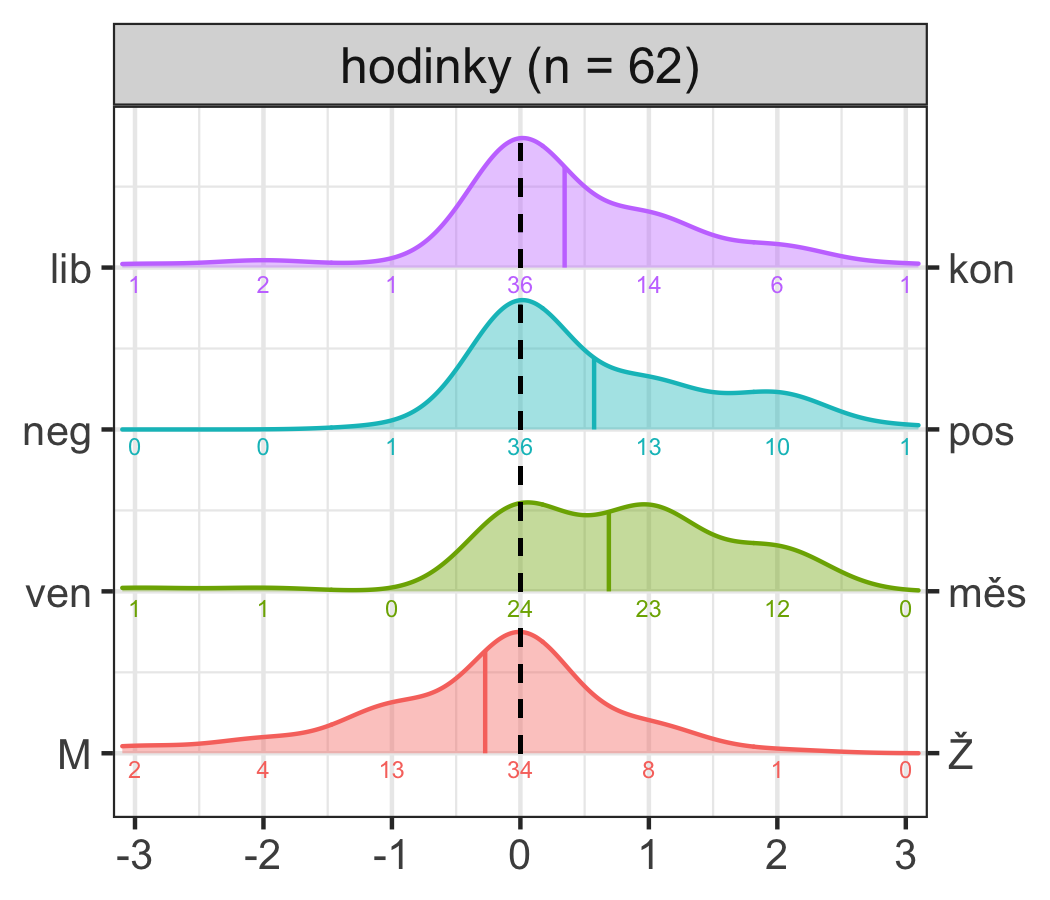 hodinky (n = 62)
lib kon
1 2 1 36 14 6 1
neg pos
0 0 1 36 13 10 1
ven měs
1 1 0 24 23 12 0
M Ž
2 4 13 34 8 1 0
-3 -2 -1 0 1 2 3